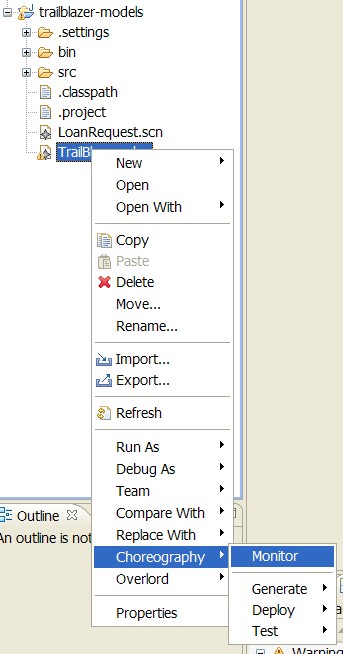 trailblazer-models
.settings
bin
src
.classpath
.project
LoanRequest.scn
New
Open
Open With
Copy
Paste
Delete
Move...
Rename...
Import...
Export...
Refresh
Run As
Debug As
Team
Compare With
Replace With
Choreography
Overlord
Properties
Outline
An outline is not
Monitor
Generate
Deploy
Test
Warning